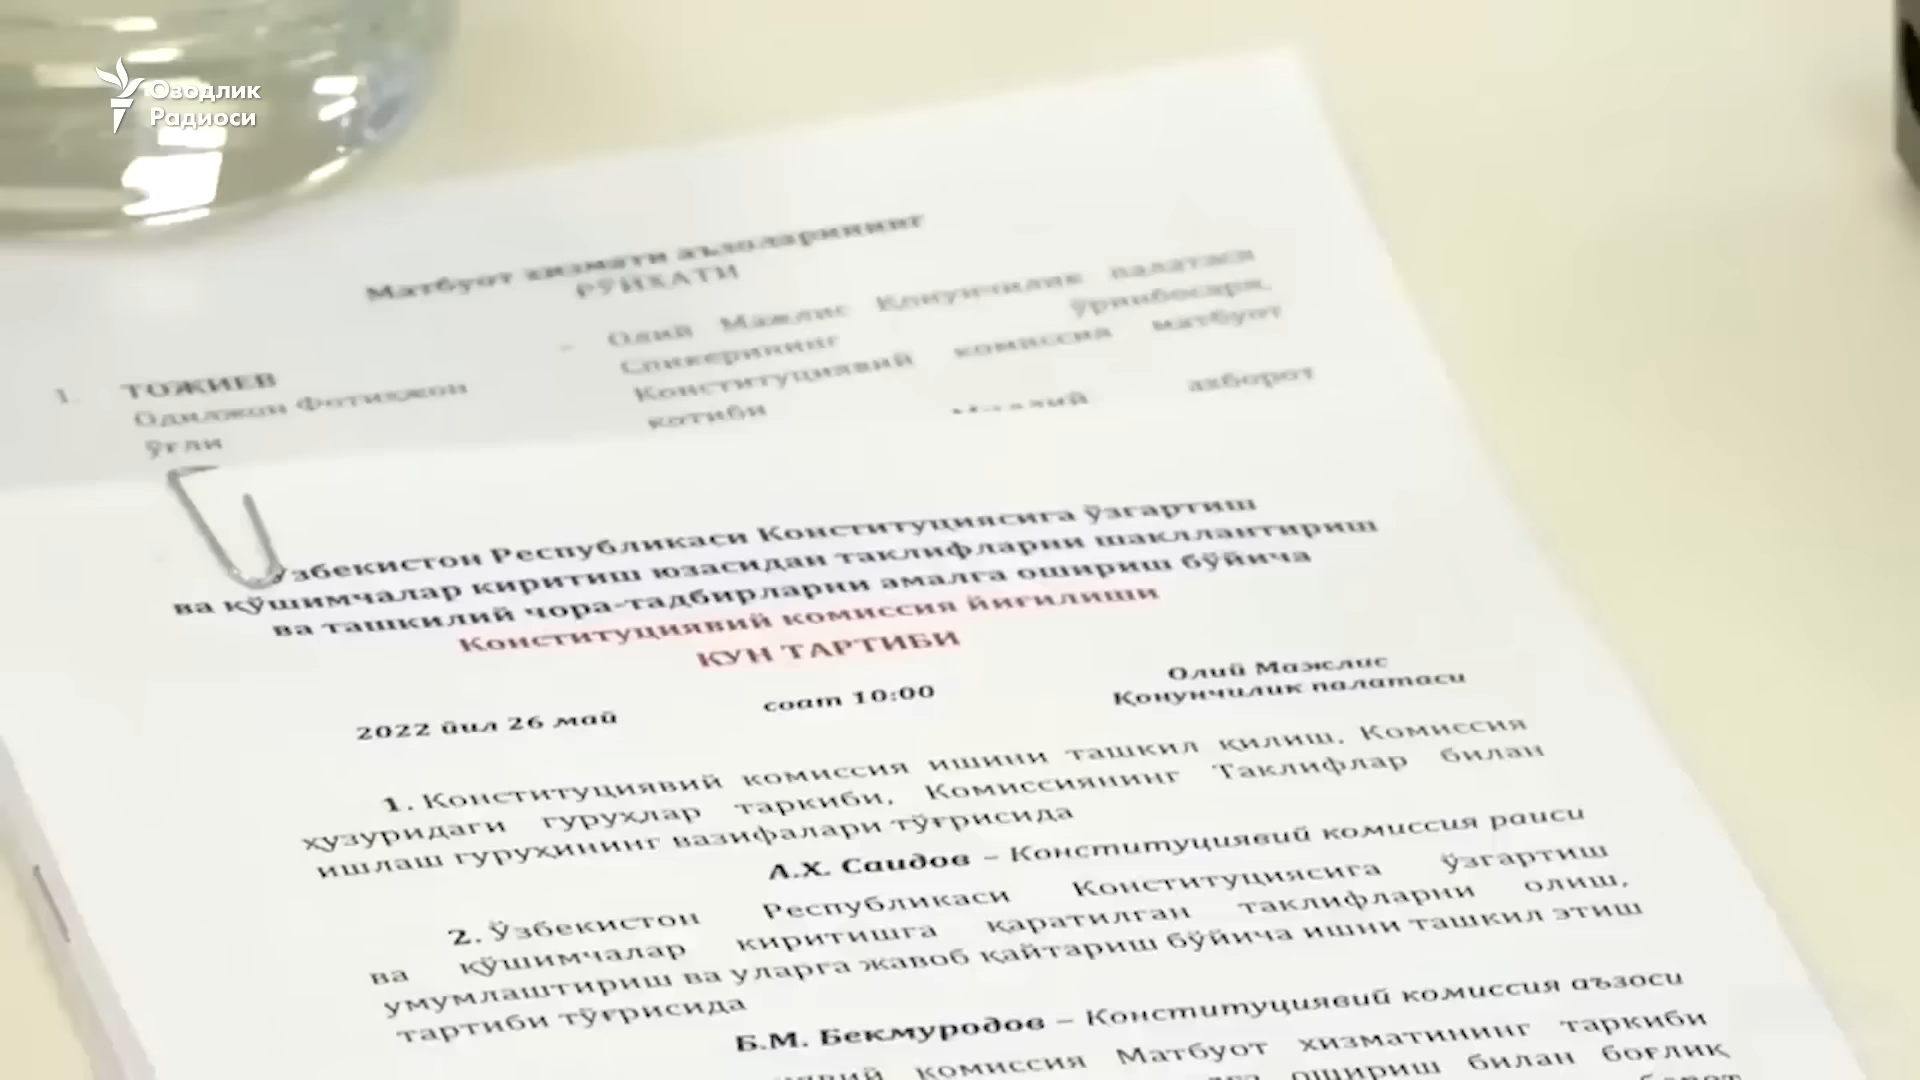 Озодлик
Радиоси
Матбуот хизмати аъзоларининг
РЎЙХАТИ
1. ТОЖИЕВ
Одилжон Фотиҳжон
ўғли
– Олий Мажлис Қонунчилик палатаси
Спикерининг ўринбосари,
Конституциявий комиссия матбуот
котиби
Миллий ахборот
Ўзбекистон Республикаси Конституциясига ўзгартиш
ва қўшимчалар киритиш юзасидан таклифларни шакллантириш
ва ташкилий чора-тадбирларни амалга ошириш бўйича
Конституциявий комиссия йиғилиши
КУН ТАРТИБИ
2022 йил 26 май
соат 10:00
Олий Мажлис
Қонунчилик палатаси
1. Конституциявий комиссия ишини ташкил қилиш, Комиссия
ҳузуридаги гуруҳлар таркиби, Комиссиянинг Таклифлар билан
ишлаш гуруҳининг вазифалари тўғрисида
А.Х. Саидов – Конституциявий комиссия раиси
2. Ўзбекистон Республикаси Конституциясига ўзгартиш
ва қўшимчалар киритишга қаратилган таклифларни олиш,
умумлаштириш ва уларга жавоб қайтариш бўйича ишни ташкил этиш
тартиби тўғрисида
Б.М. Бекмуродов – Конституциявий комиссия аъзоси
комиссия Матбуот хизматининг таркиби
ошириш билан боғлиқ